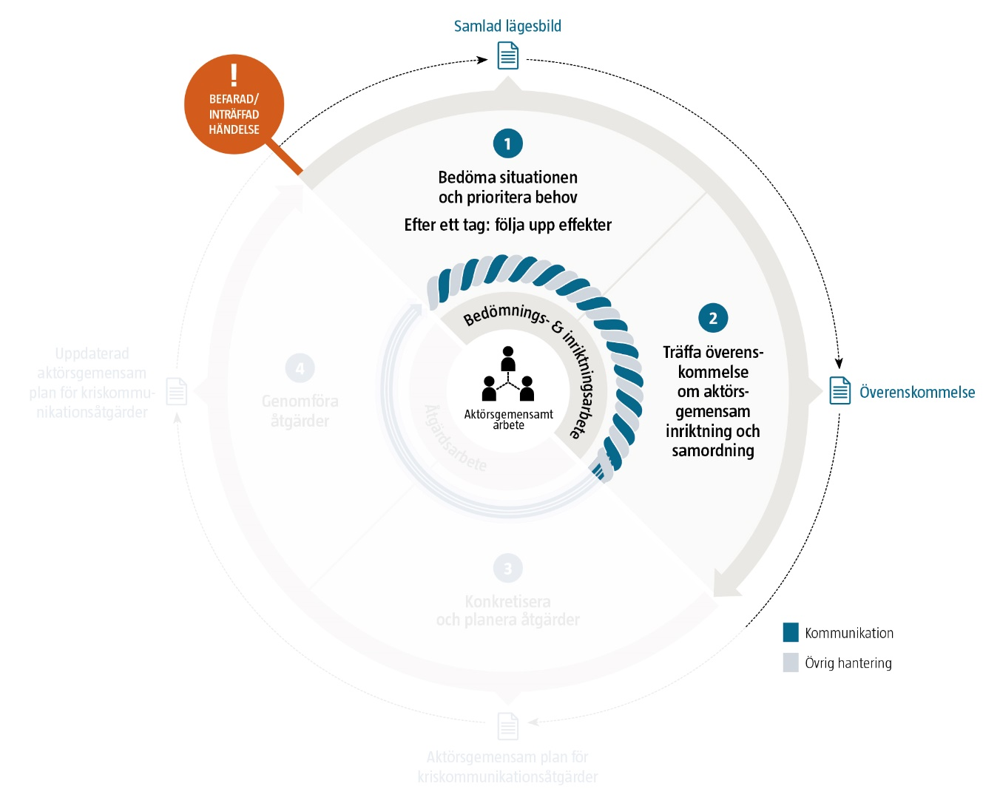 Samlad lägesbild
!
BEFARAD/
INTRÄFFAD
HÄNDELSE
1
Bedöma situationen
och prioritera behov
Efter ett tag: följa upp effekter
2
Träffa överens-
kommelse
om aktörs-
gemensam
inriktning och
samordning
Överenskommelse
Bedömnings- & inriktningsarbete
Aktörsgemensamt
arbete
Åtgärdsarbete
Uppdaterad
aktörsgemensam
plan för kriskommu-
nikationsåtgärder
4
Genomföra
åtgärder
3
Konkretisera
och planera åtgärder
Kommunikation
Övrig hantering
Aktörsgemensam plan för
kriskommunikationsåtgärder